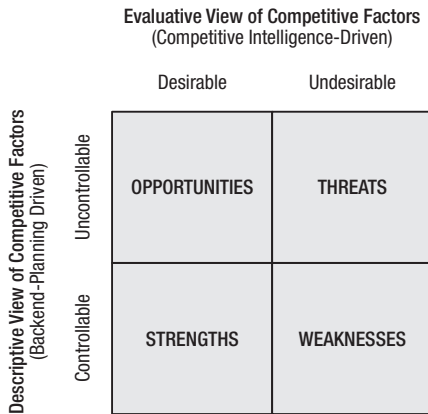 Evaluative View of Competitive Factors
(Competitive Intelligence-Driven)
Desirable Undesirable
Descriptive View of Competitive Factors
(Backend-Planning Driven)
Uncontrollable
OPPORTUNITIES THREATS
Controllable
STRENGTHS WEAKNESSES